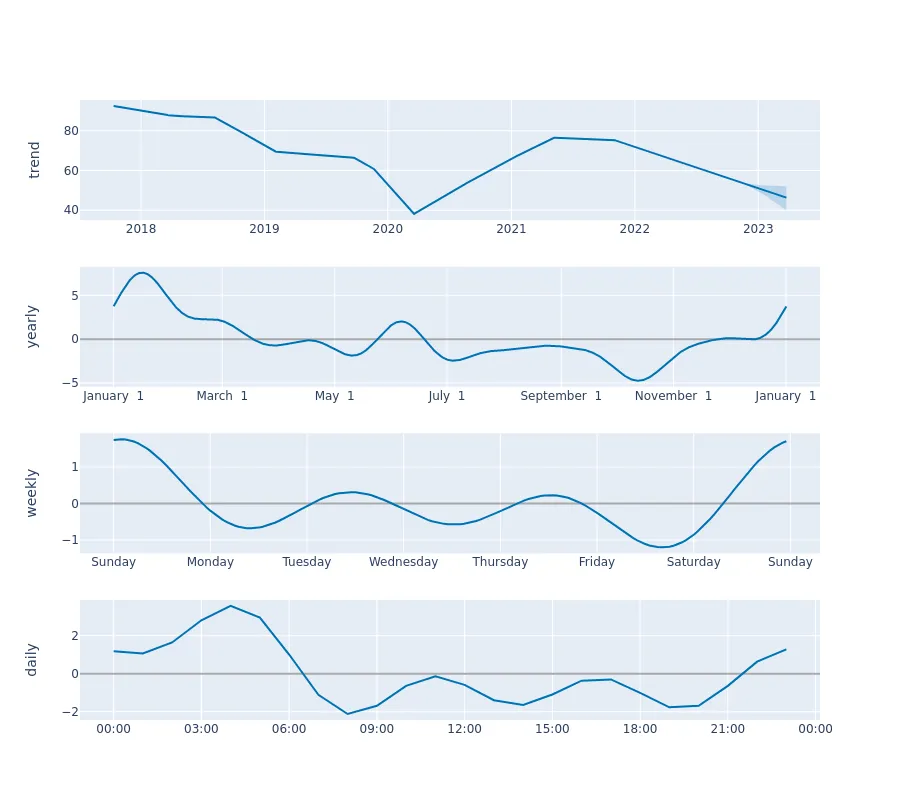 trend
80
60
40
2018 2019 2020 2021 2022 2023
yearly
5
0
−5
January 1 March 1 May 1 July 1 September 1 November 1 January 1
weekly
1
0
−1
Sunday Monday Tuesday Wednesday Thursday Friday Saturday Sunday
daily
2
0
−2
00:00 03:00 06:00 09:00 12:00 15:00 18:00 21:00 00:00